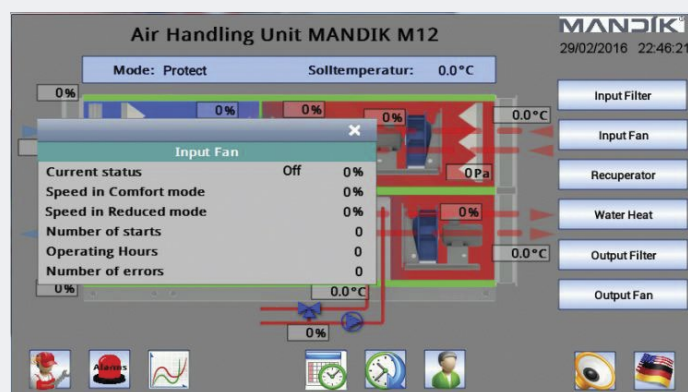 Air Handling Unit MANDIK M12
MANDÍK
29/02/2016 22:46:21
Mode: Protect Solltemperatur: 0.0°C
0%
0%
0%
0%
0.0°C
Input Fan
Current status Off 0%
Speed in Comfort mode 0%
Speed in Reduced mode 0%
Number of starts 0
Operating Hours 0
Number of errors 0
0Pa
0%
0.0°C
0%
0.0°C
0%
Input Filter
Input Fan
Recuperator
Water Heat
Output Filter
Output Fan
Alarms